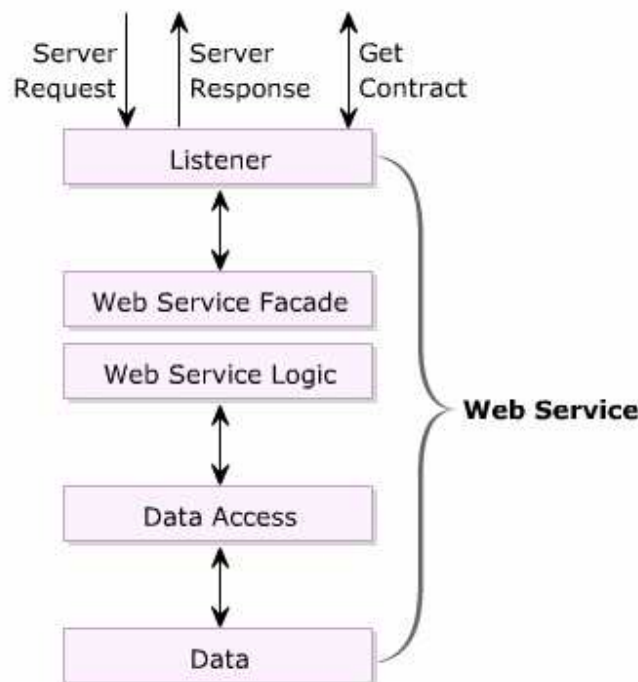 Server
Request
Server
Response
Get
Contract
Listener
Web Service Facade
Web Service Logic
Web Service
Data Access
Data